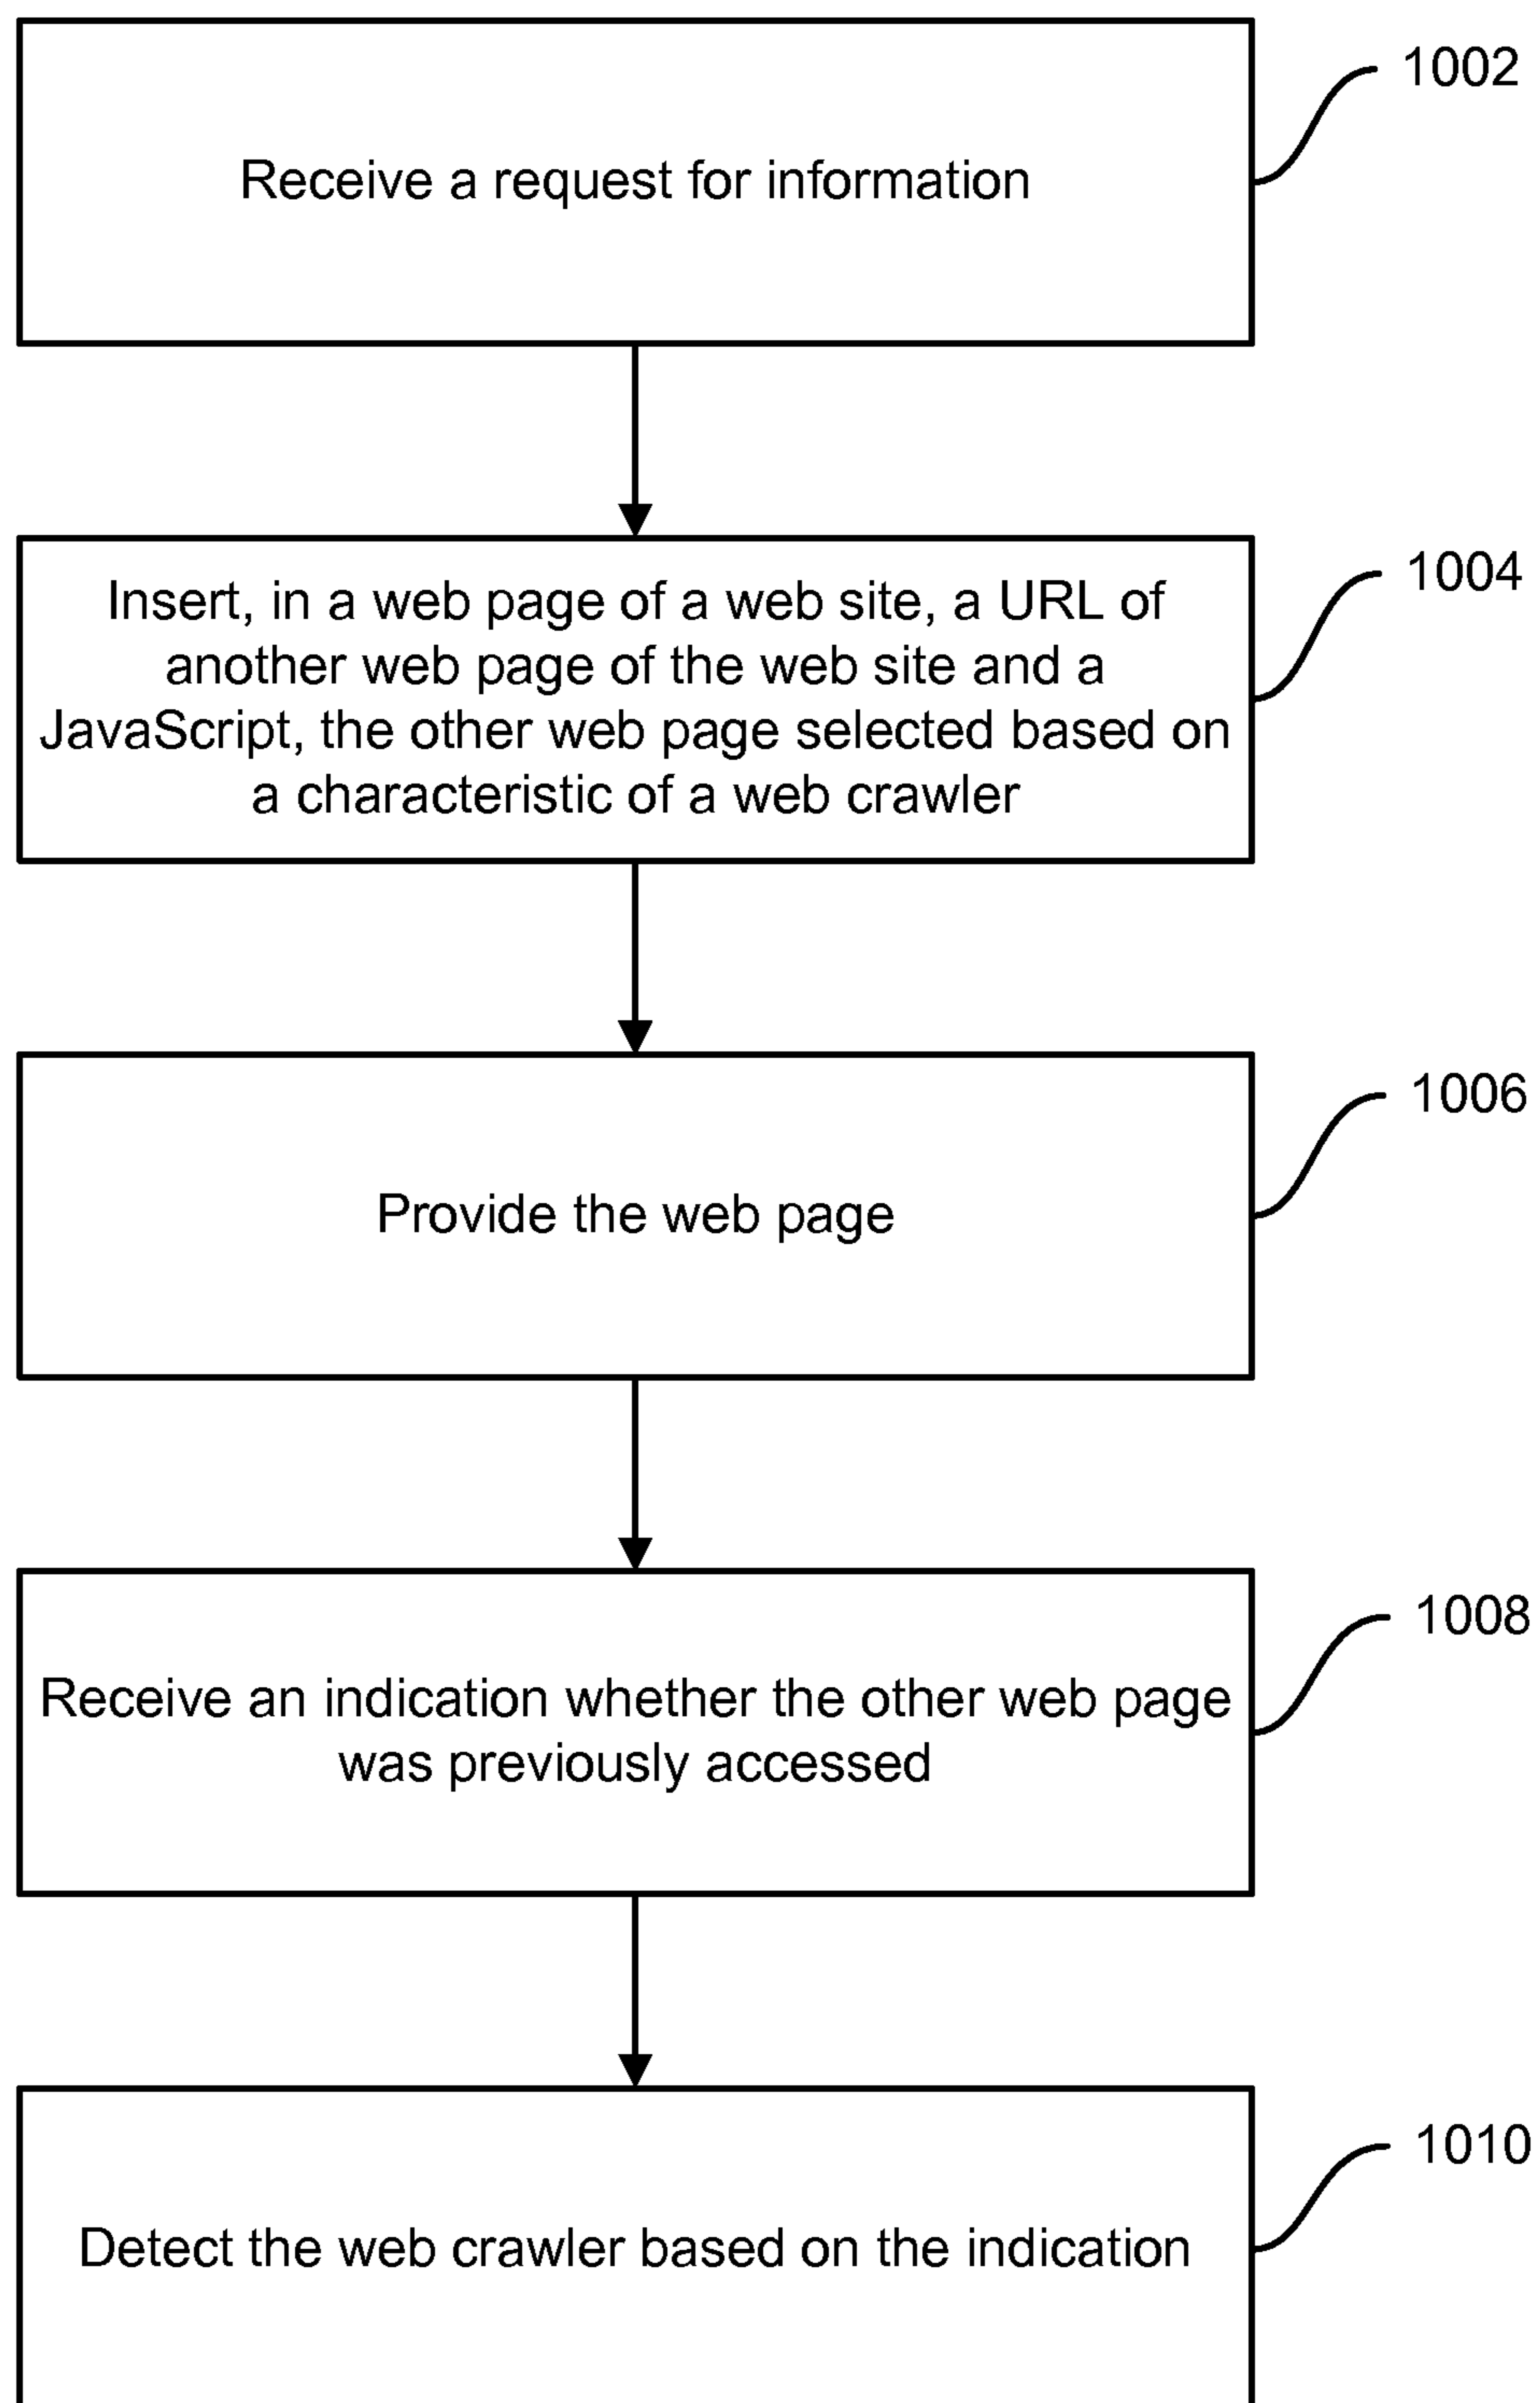 1002
Receive a request for information
1004
Insert, in a web page of a web site, a URL of
another web page of the web site and a
JavaScript, the other web page selected based on
a characteristic of a web crawler
1006
Provide the web page
1008
Receive an indication whether the other web page
was previously accessed
1010
Detect the web crawler based on the indication